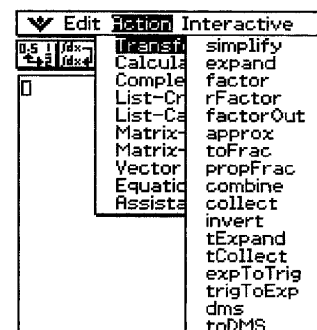 Edit Action Interactive
Transf
Calcula
Comple
List-Cr
List-Ca
Matrix-
Matrix-
Vector
Equatio
Assista
simplify
expand
factor
rFactor
factorOut
approx
toFrac
propFrac
combine
collect
invert
tExpand
tCollect
expToTrig
trigToExp
dms
toDMS